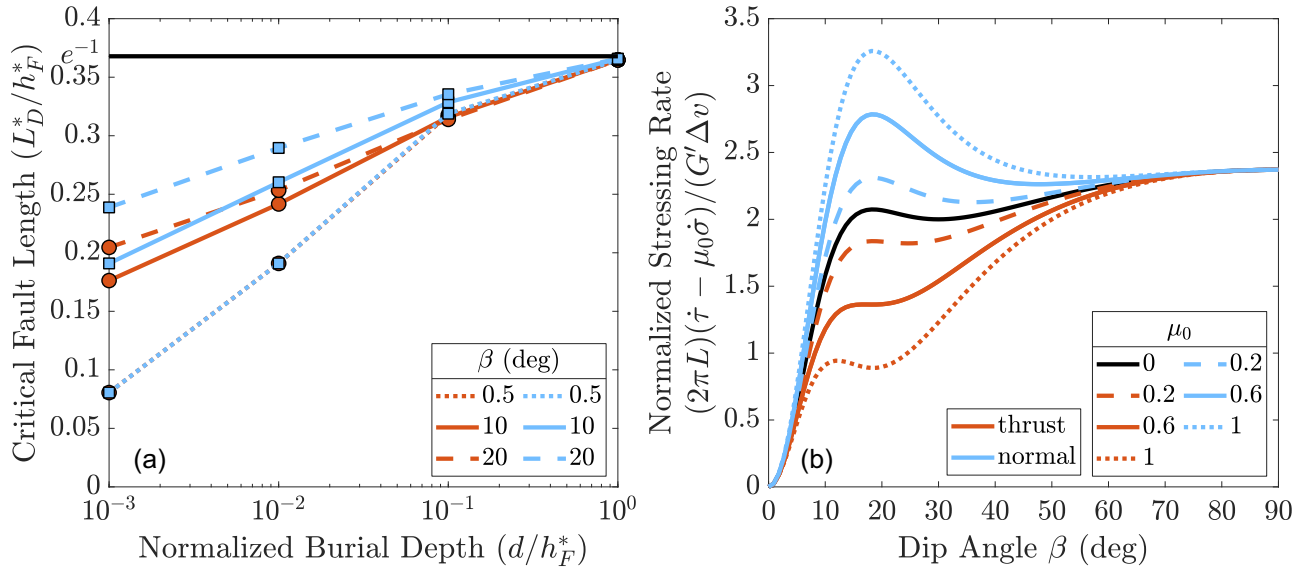 Critical Fault Length (L*_D/h*_F)
0.4
e⁻¹
0.35
0.3
0.25
0.2
0.15
0.1
0.05
0
(a)
β (deg)
0.5 0.5
10 10
20 20
10⁻³ 10⁻² 10⁻¹ 10⁰
Normalized Burial Depth (d/h*_F)
Normalized Stressing Rate
(2πL)(τ̇ − μ₀σ̇)/(G′Δv)
3.5
3
2.5
2
1.5
1
0.5
0
(b)
thrust
normal
μ₀
0 0.2
0.2 0.6
0.6 1
1
0 10 20 30 40 50 60 70 80 90
Dip Angle β (deg)